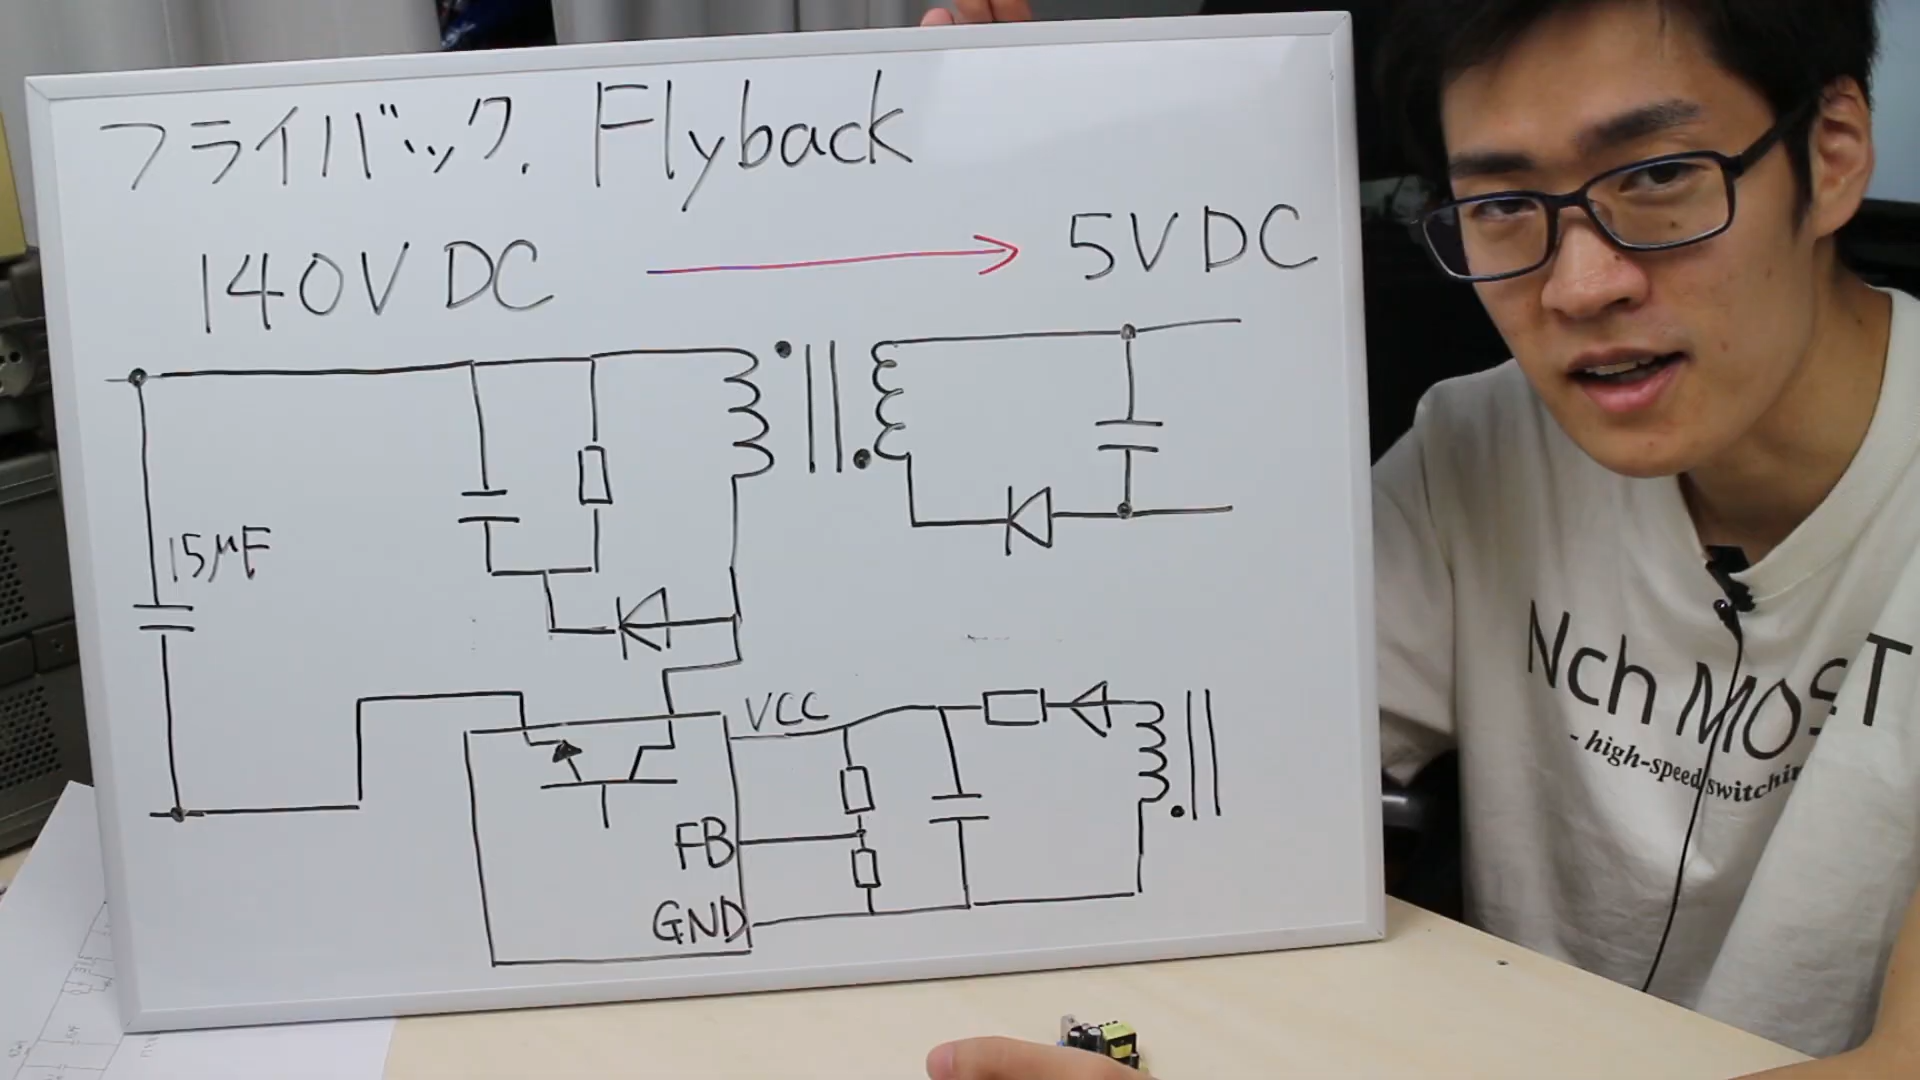 フライバック. Flyback
140V DC → 5V DC
15μF
VCC
FB
GND
Nch MOST
- high-speed switchin